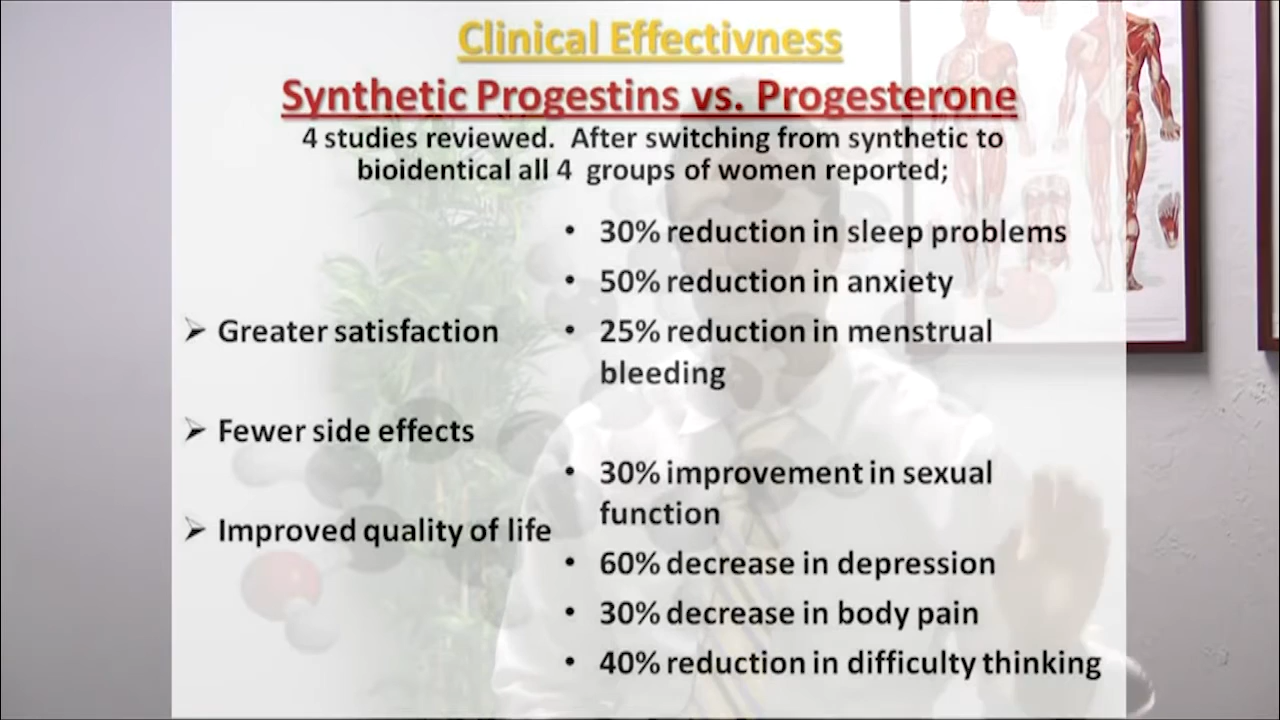 Clinical Effectivness
Synthetic Progestins vs. Progesterone
4 studies reviewed. After switching from synthetic to
bioidentical all 4 groups of women reported;
➢ Greater satisfaction
➢ Fewer side effects
➢ Improved quality of life
• 30% reduction in sleep problems
• 50% reduction in anxiety
• 25% reduction in menstrual
bleeding
• 30% improvement in sexual
function
• 60% decrease in depression
• 30% decrease in body pain
• 40% reduction in difficulty thinking